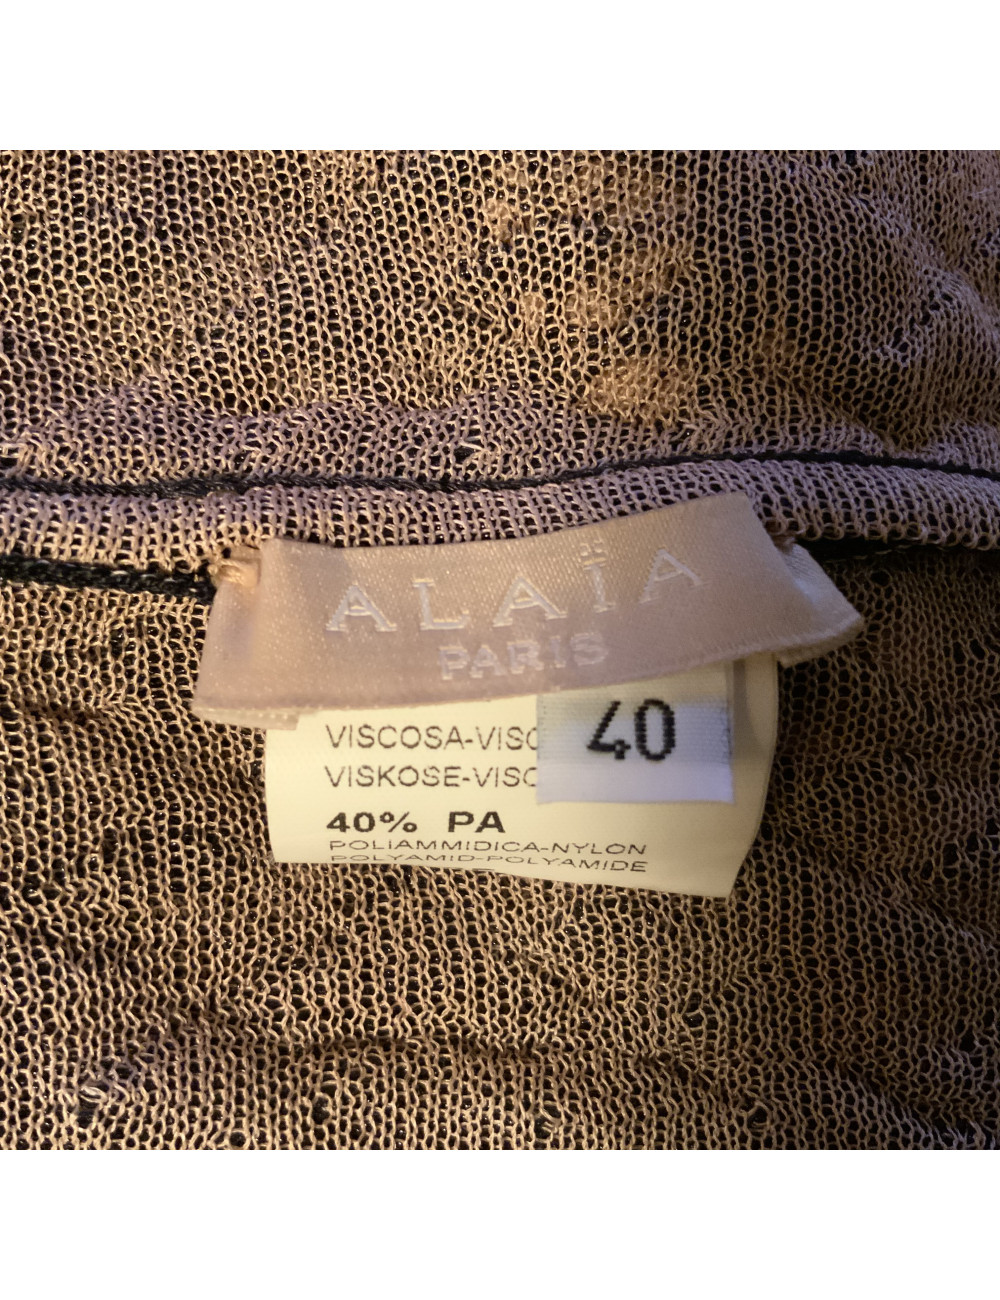 ALAÏA
PARIS
40
VISCOSA-VISC
VISKOSE-VISC
40% PA
POLIAMMIDICA-NYLON
POLYAMID-POLYAMIDE